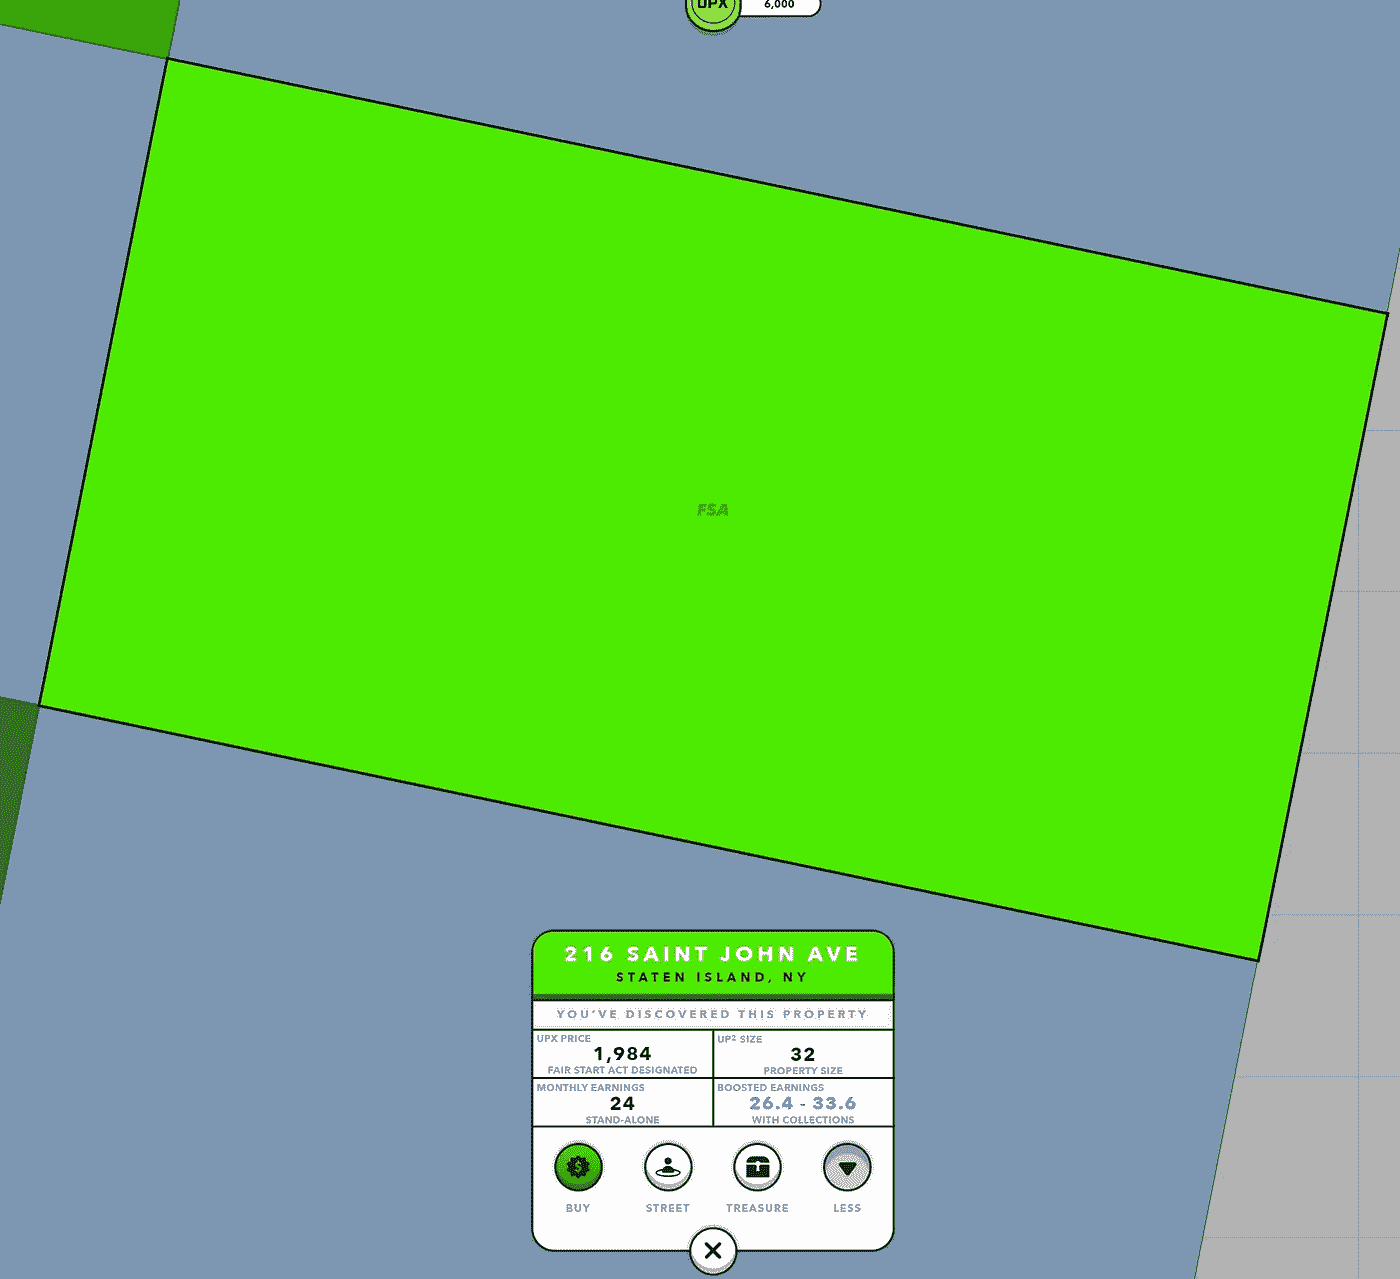 UPX
6,000
FSA
216 SAINT JOHN AVE
STATEN ISLAND, NY
YOU'VE DISCOVERED THIS PROPERTY
UPX PRICE
1,984
FAIR START ACT DESIGNATED
UP² SIZE
32
PROPERTY SIZE
MONTHLY EARNINGS
24
STAND-ALONE
BOOSTED EARNINGS
26.4 - 33.6
WITH COLLECTIONS
BUY
STREET
TREASURE
LESS